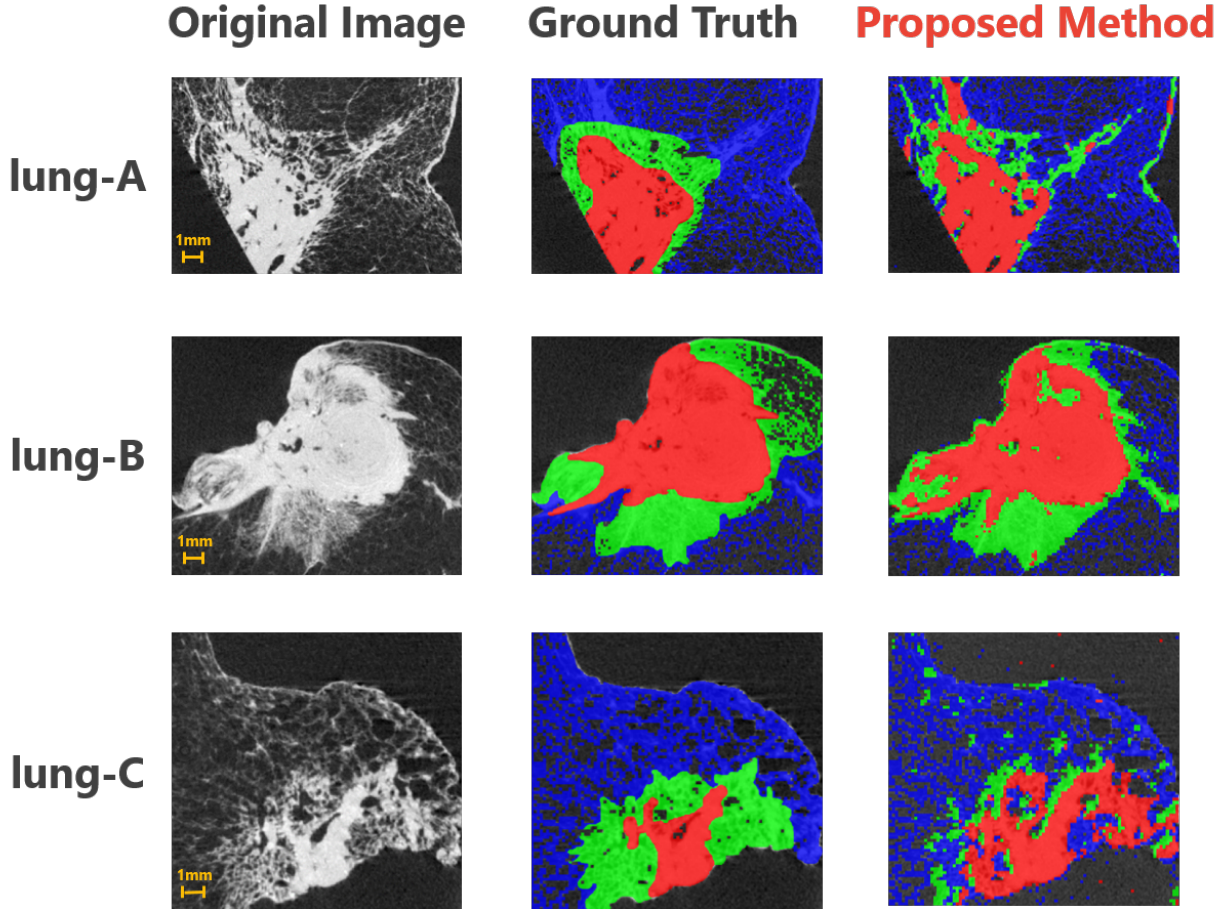 Original Image Ground Truth Proposed Method
lung-A
1mm
lung-B
1mm
lung-C
1mm